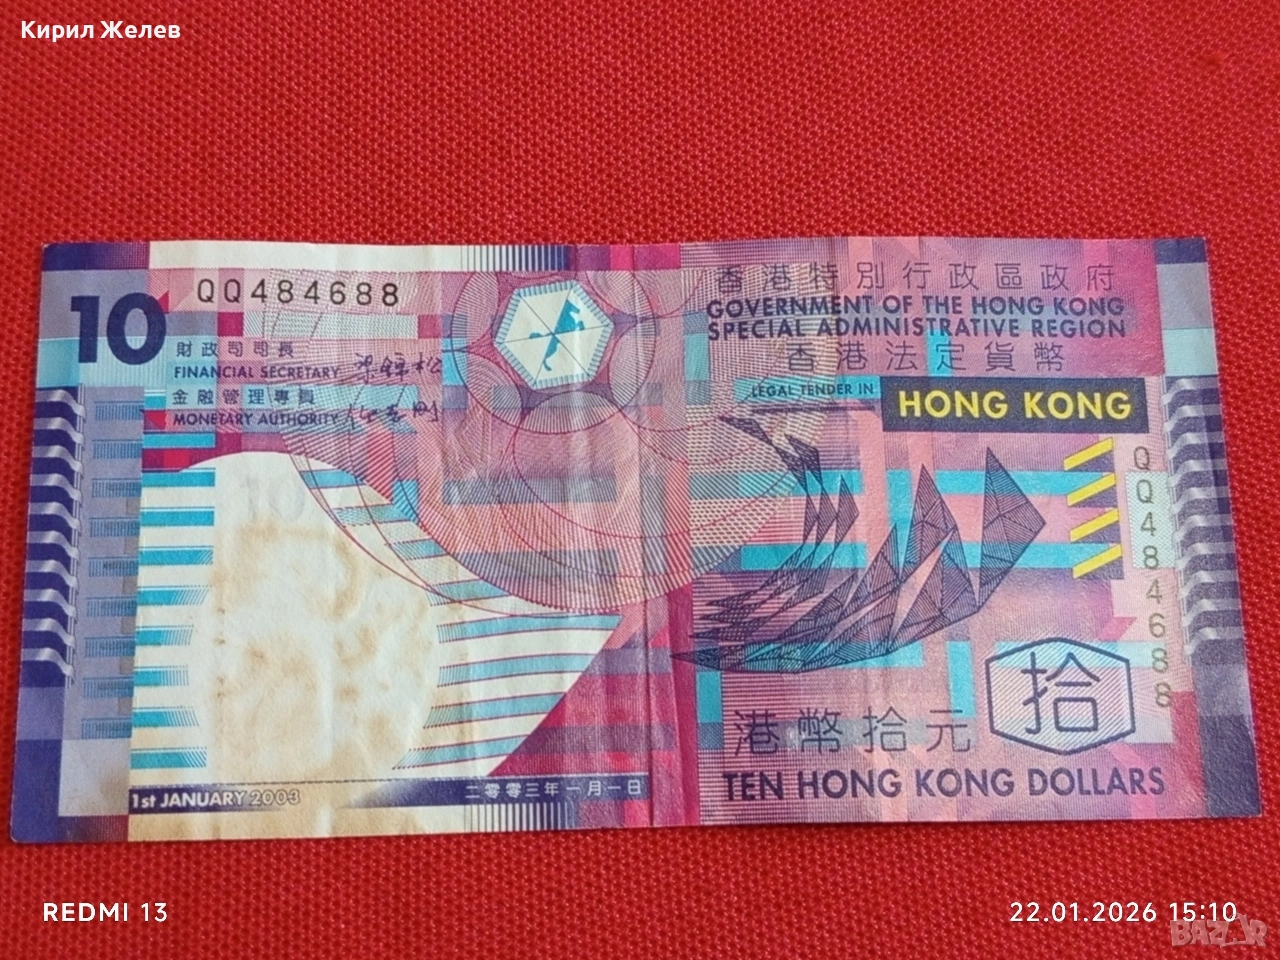 Кирил Желев
QQ484688
10
財政司司長
FINANCIAL SECRETARY
金融管理專員
MONETARY AUTHORITY
香港特別行政區政府
GOVERNMENT OF THE HONG KONG
SPECIAL ADMINISTRATIVE REGION
香港法定貨幣
LEGAL TENDER IN
HONG KONG
QQ484688
10
拾
港幣拾元
TEN HONG KONG DOLLARS
1st JANUARY 2003
二零零三年一月一日
REDMI 13
22.01.2026 15:10
BAZAR